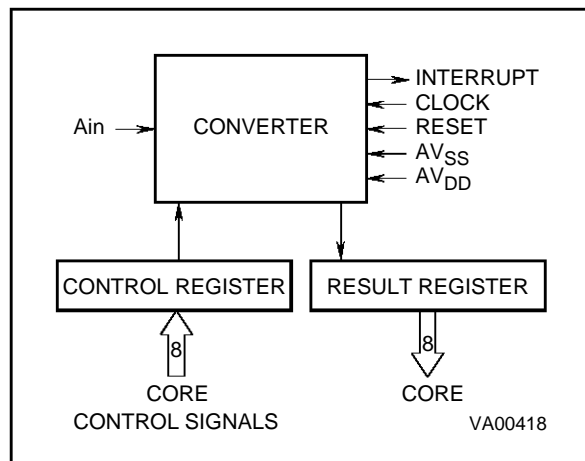 INTERRUPT
CLOCK
Ain
CONVERTER
RESET
AVSS
AVDD
CONTROL REGISTER
RESULT REGISTER
8
8
CORE
CONTROL SIGNALS
CORE
VA00418